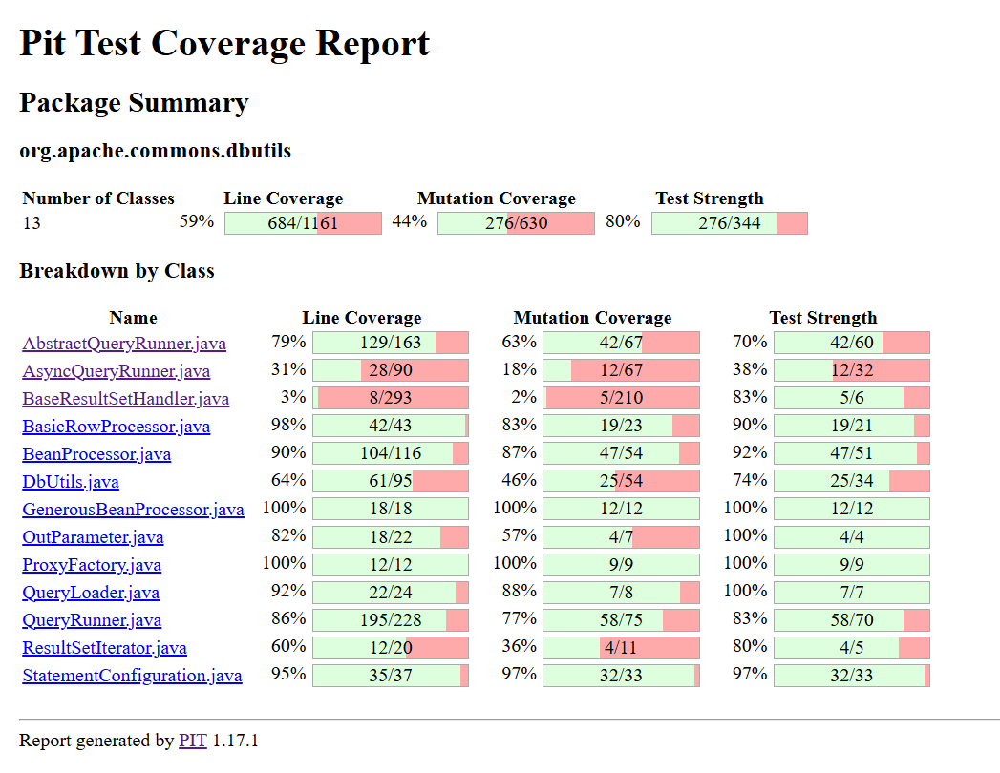 Pit Test Coverage Report
Package Summary
org.apache.commons.dbutils
Number of Classes Line Coverage Mutation Coverage Test Strength
13 59% 684/1161 44% 276/630 80% 276/344
Breakdown by Class
Name Line Coverage Mutation Coverage Test Strength
AbstractQueryRunner.java 79% 129/163 63% 42/67 70% 42/60
AsyncQueryRunner.java 31% 28/90 18% 12/67 38% 12/32
BaseResultSetHandler.java 3% 8/293 2% 5/210 83% 5/6
BasicRowProcessor.java 98% 42/43 83% 19/23 90% 19/21
BeanProcessor.java 90% 104/116 87% 47/54 92% 47/51
DbUtils.java 64% 61/95 46% 25/54 74% 25/34
GenerousBeanProcessor.java 100% 18/18 100% 12/12 100% 12/12
OutParameter.java 82% 18/22 57% 4/7 100% 4/4
ProxyFactory.java 100% 12/12 100% 9/9 100% 9/9
QueryLoader.java 92% 22/24 88% 7/8 100% 7/7
QueryRunner.java 86% 195/228 77% 58/75 83% 58/70
ResultSetIterator.java 60% 12/20 36% 4/11 80% 4/5
StatementConfiguration.java 95% 35/37 97% 32/33 97% 32/33
Report generated by PIT 1.17.1